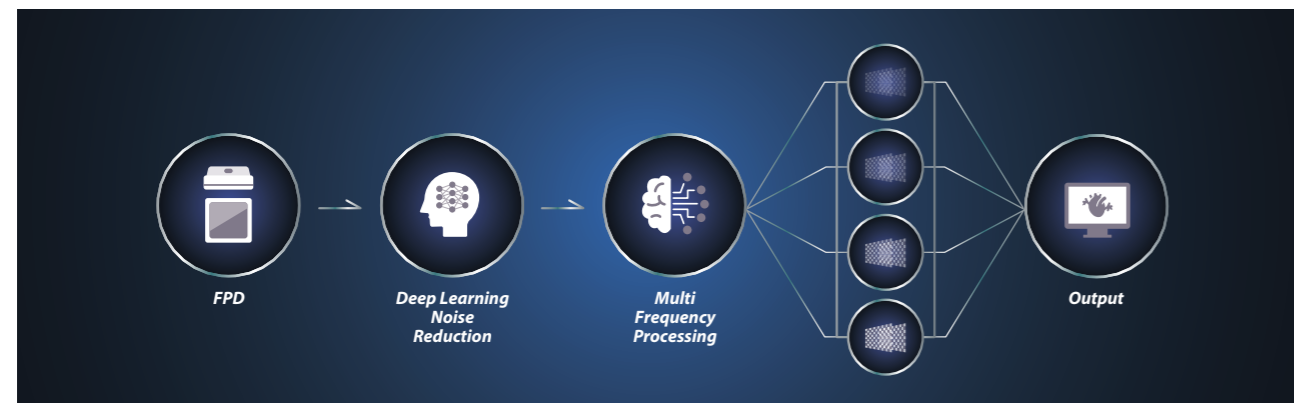 FPD
Deep Learning
Noise
Reduction
Multi
Frequency
Processing
Output